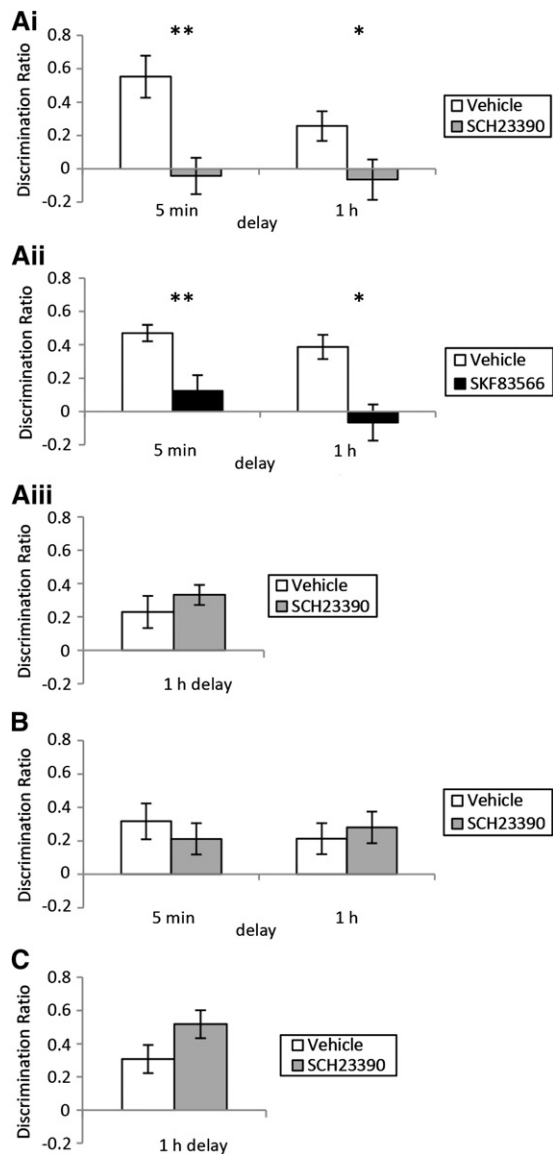 Ai
Discrimination Ratio
0.8
0.6
0.4
0.2
0
-0.2
**
*
5 min
1 h
delay
Vehicle
SCH23390
Aii
Discrimination Ratio
0.8
0.6
0.4
0.2
0
-0.2
**
*
5 min
1 h
delay
Vehicle
SKF83566
Aiii
Discrimination Ratio
0.8
0.6
0.4
0.2
0
-0.2
1 h delay
Vehicle
SCH23390
B
Discrimination Ratio
0.8
0.6
0.4
0.2
0
-0.2
5 min
1 h
delay
Vehicle
SCH23390
C
Discrimination Ratio
0.8
0.6
0.4
0.2
0
-0.2
1 h delay
Vehicle
SCH23390